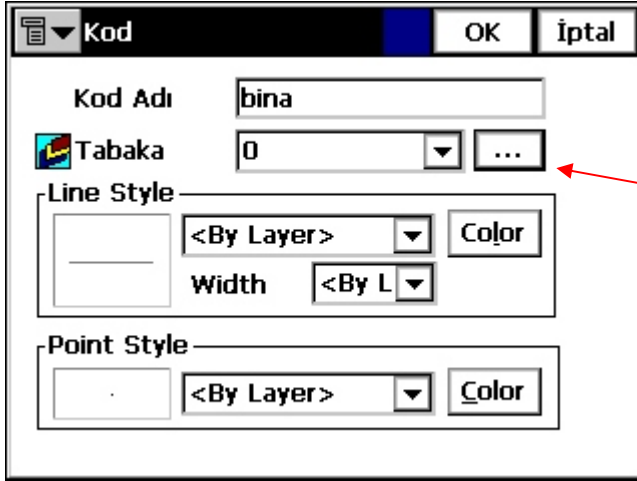 Kod OK İptal
Kod Adı bina
Tabaka 0 ...
Line Style
<By Layer> Color
Width <By L
Point Style
<By Layer> Color